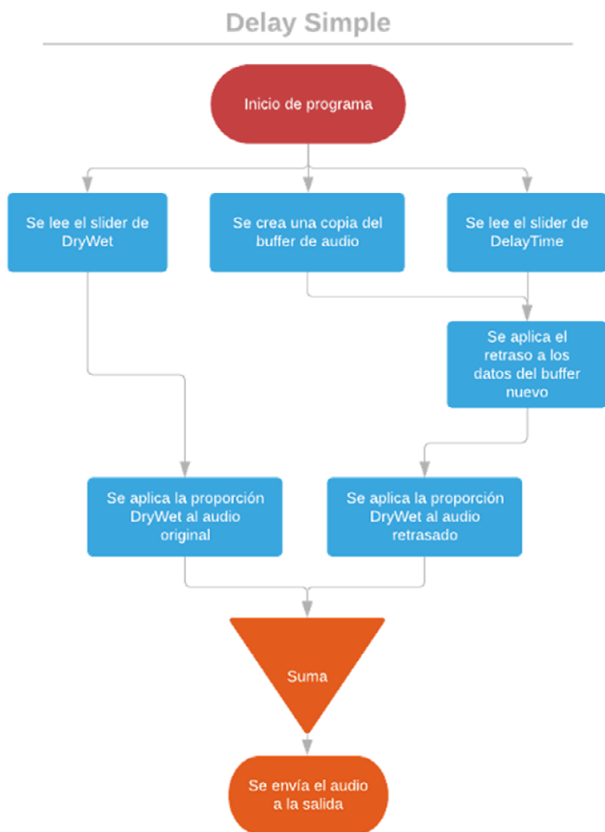 Delay Simple
Inicio de programa
Se lee el slider de
DryWet
Se crea una copia del
buffer de audio
Se lee el slider de
DelayTime
Se aplica el
retraso a los
datos del buffer
nuevo
Se aplica la proporción
DryWet al audio
original
Se aplica la proporción
DryWet al audio
retrasado
Suma
Se envía el audio
a la salida